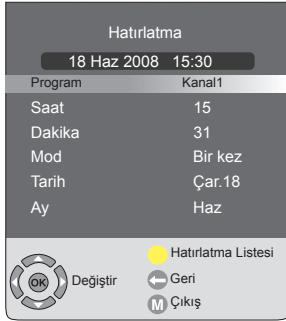 Hatırlatma
18 Haz 2008 15:30
Program Kanal1
Saat 15
Dakika 31
Mod Bir kez
Tarih Çar.18
Ay Haz
Hatırlatma Listesi
OK Değiştir Geri
M Çıkış